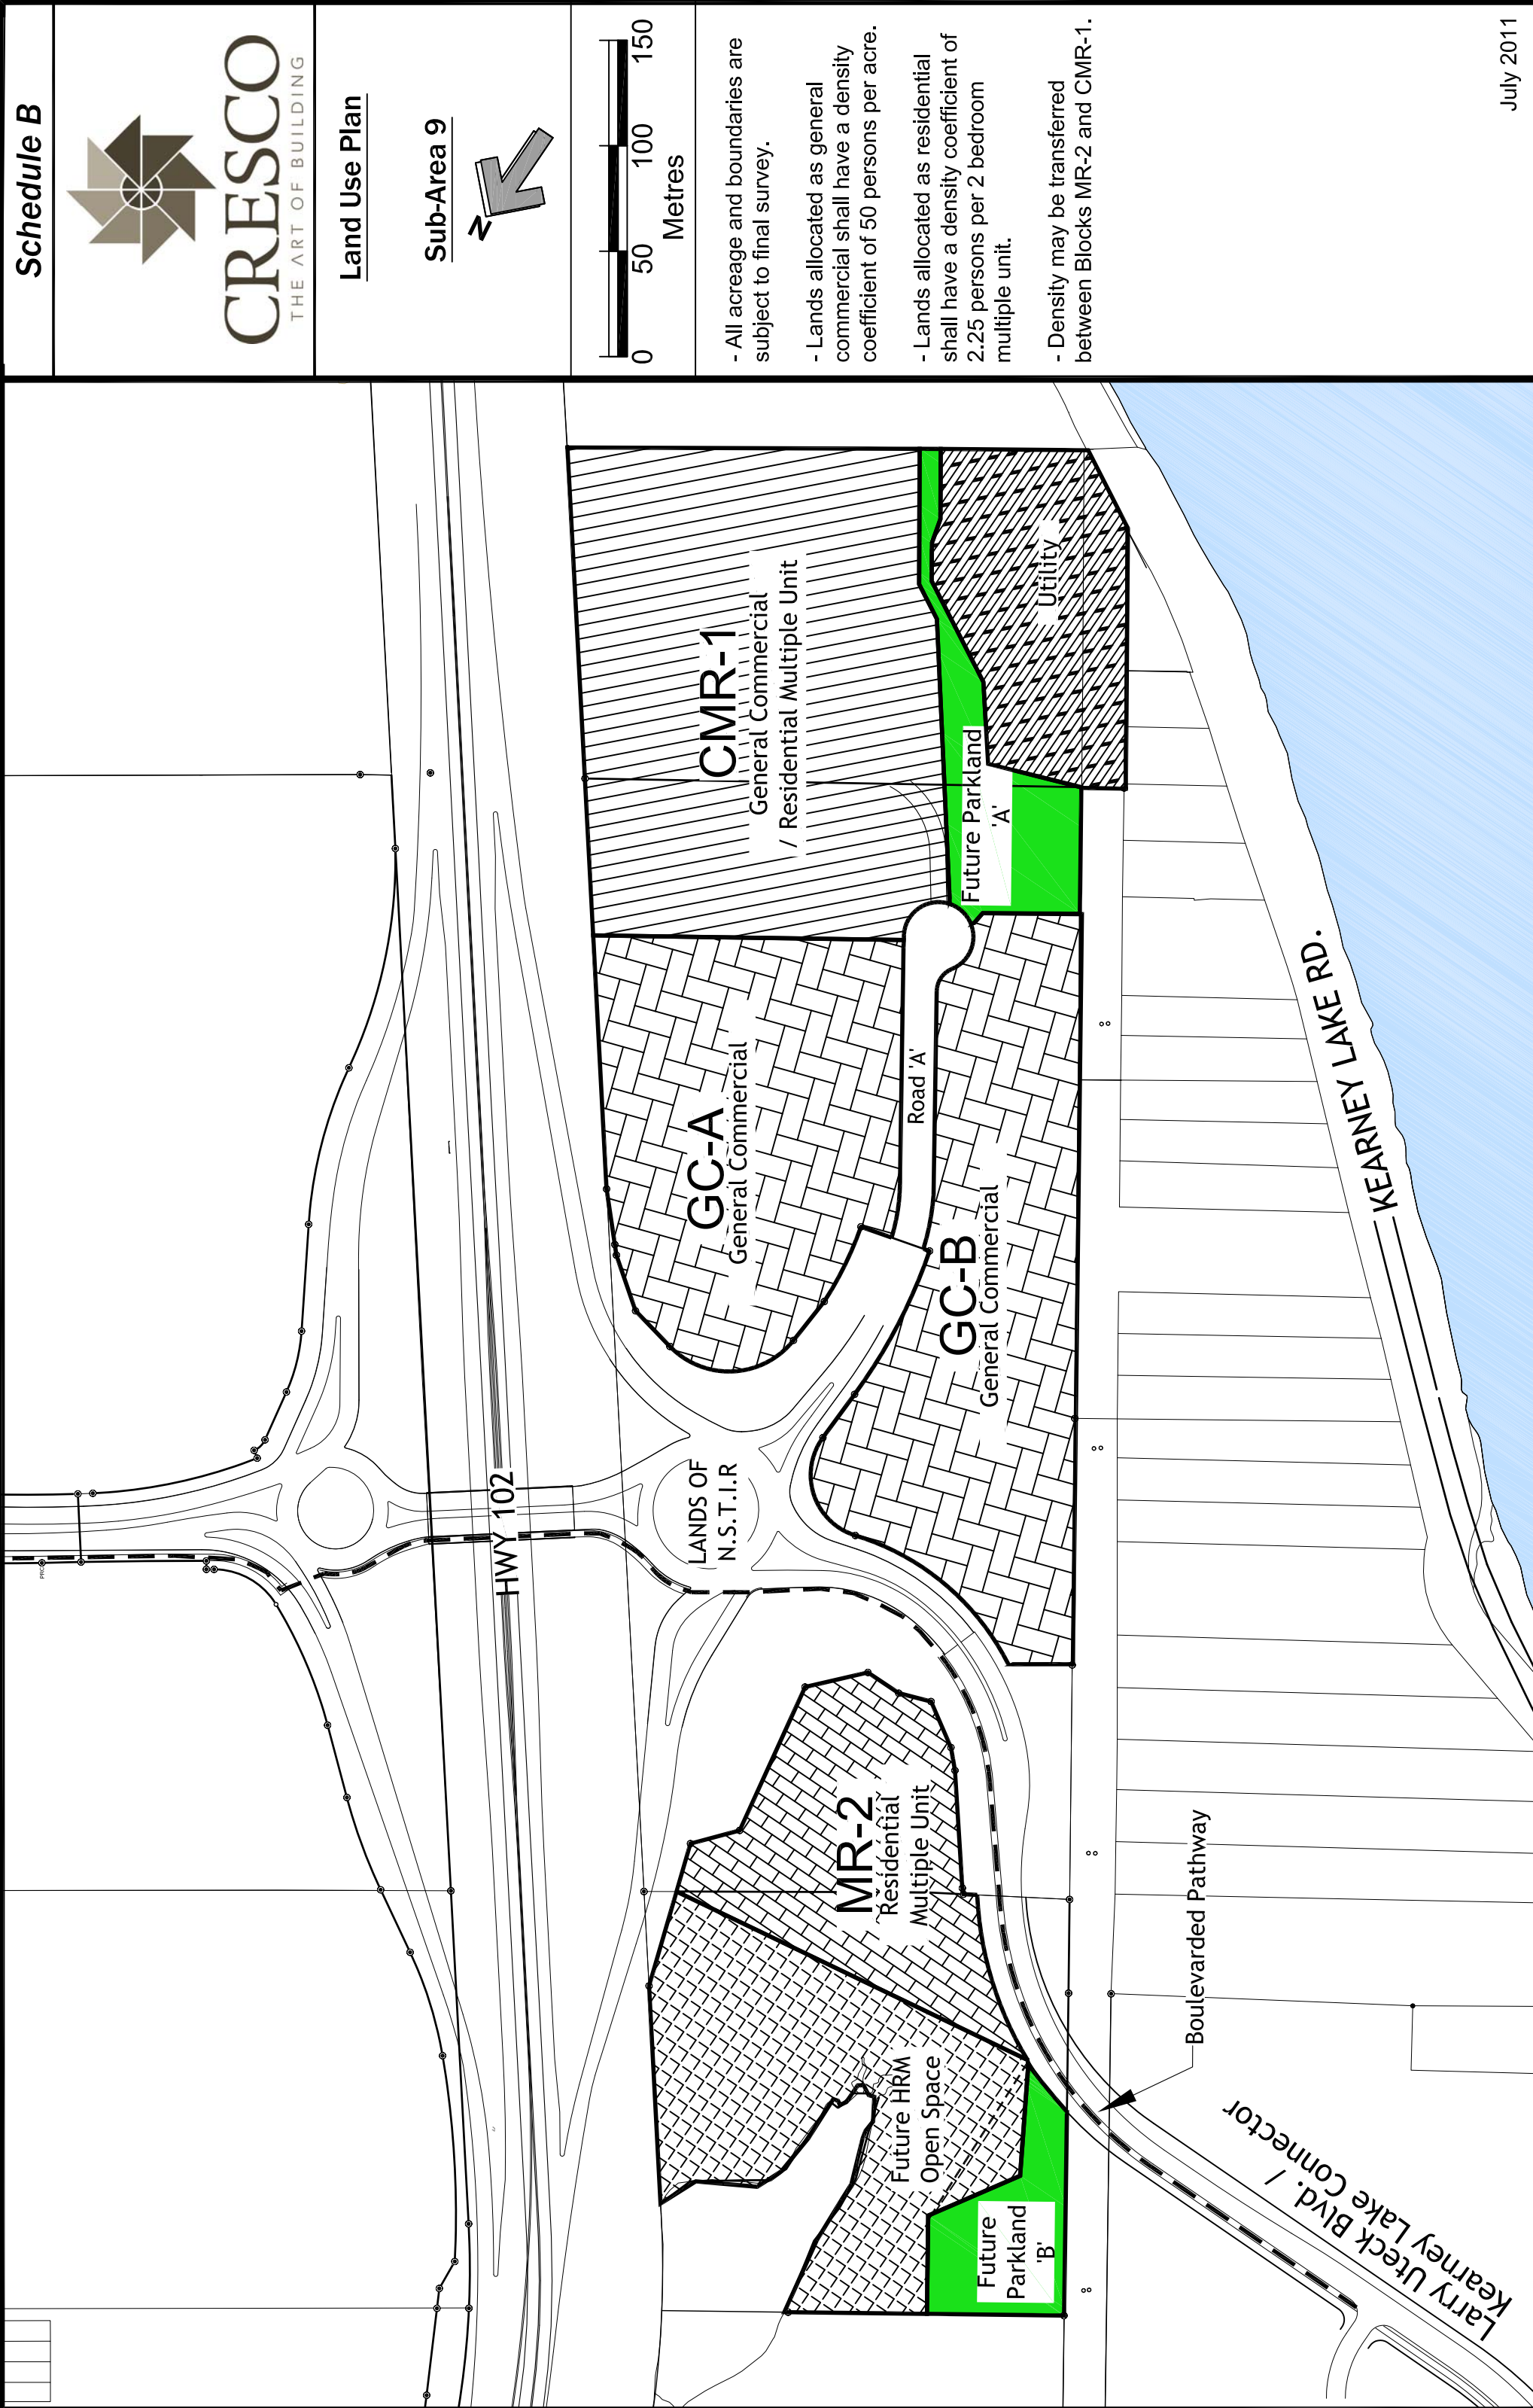 Schedule B
CRESCO
THE ART OF BUILDING
Land Use Plan
Sub-Area 9
N
0 50 100 150
Metres
- All acreage and boundaries are
subject to final survey.
- Lands allocated as general
commercial shall have a density
coefficient of 50 persons per acre.
- Lands allocated as residential
shall have a density coefficient of
2.25 persons per 2 bedroom
multiple unit.
- Density may be transferred
between Blocks MR-2 and CMR-1.
July 2011
HWY 102
LANDS OF
N.S.T.I.R
CMR-1
General Commercial
/ Residential Multiple Unit
Utility
Future Parkland
'A'
GC-A
General Commercial
Road 'A'
GC-B
General Commercial
MR-2
Residential
Multiple Unit
Future HRM
Open Space
Future
Parkland
'B'
Boulevarded Pathway
KEARNEY LAKE RD.
Larry Uteck Blvd. /
Kearney Lake Connector